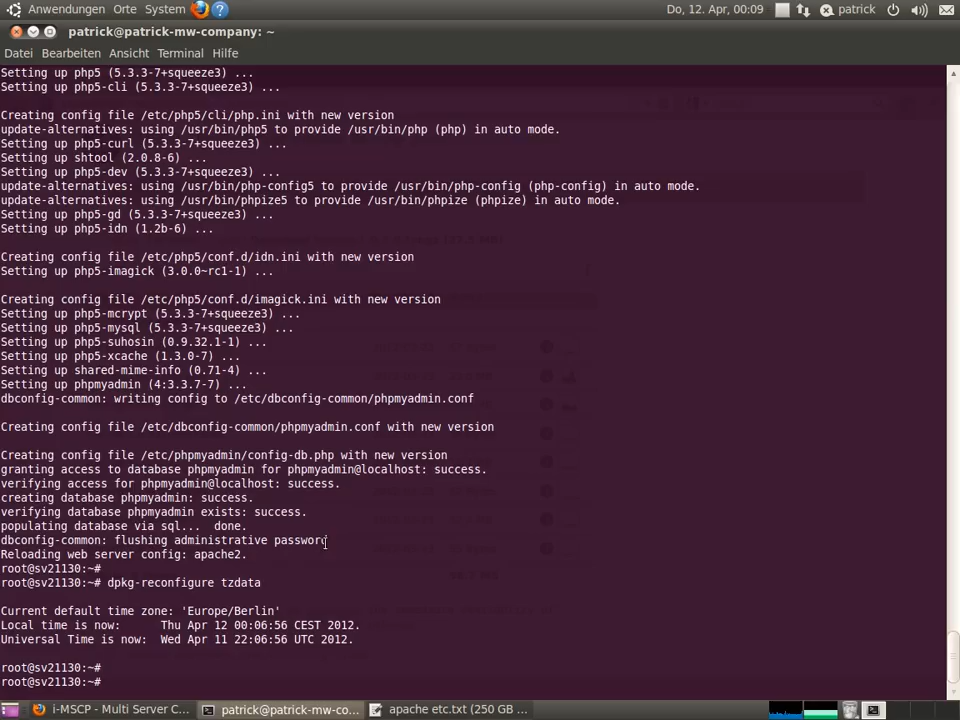 Anwendungen Orte System Do, 12. Apr, 00:09 patrick
patrick@patrick-mw-company: ~
Datei Bearbeiten Ansicht Terminal Hilfe
Setting up php5 (5.3.3-7+squeeze3) ...
Setting up php5-cli (5.3.3-7+squeeze3) ...
Creating config file /etc/php5/cli/php.ini with new version
update-alternatives: using /usr/bin/php5 to provide /usr/bin/php (php) in auto mode.
Setting up php5-curl (5.3.3-7+squeeze3) ...
Setting up shtool (2.0.8-6) ...
Setting up php5-dev (5.3.3-7+squeeze3) ...
update-alternatives: using /usr/bin/php-config5 to provide /usr/bin/php-config (php-config) in auto mode.
update-alternatives: using /usr/bin/phpize5 to provide /usr/bin/phpize (phpize) in auto mode.
Setting up php5-gd (5.3.3-7+squeeze3) ...
Setting up php5-idn (1.2b-6) ...
Creating config file /etc/php5/conf.d/idn.ini with new version
Setting up php5-imagick (3.0.0~rc1-1) ...
Creating config file /etc/php5/conf.d/imagick.ini with new version
Setting up php5-mcrypt (5.3.3-7+squeeze3) ...
Setting up php5-mysql (5.3.3-7+squeeze3) ...
Setting up php5-suhosin (0.9.32.1-1) ...
Setting up php5-xcache (1.3.0-7) ...
Setting up shared-mime-info (0.71-4) ...
Setting up phpmyadmin (4:3.3.7-7) ...
dbconfig-common: writing config to /etc/dbconfig-common/phpmyadmin.conf
Creating config file /etc/dbconfig-common/phpmyadmin.conf with new version
Creating config file /etc/phpmyadmin/config-db.php with new version
granting access to database phpmyadmin for phpmyadmin@localhost: success.
verifying access for phpmyadmin@localhost: success.
creating database phpmyadmin: success.
verifying database phpmyadmin exists: success.
populating database via sql...  done.
dbconfig-common: flushing administrative password
Reloading web server config: apache2.
root@sv21130:~#
root@sv21130:~# dpkg-reconfigure tzdata
Current default time zone: 'Europe/Berlin'
Local time is now:      Thu Apr 12 00:06:56 CEST 2012.
Universal Time is now:  Wed Apr 11 22:06:56 UTC 2012.
root@sv21130:~#
root@sv21130:~#
i-MSCP - Multi Server C... patrick@patrick-mw-co... apache etc.txt (250 GB ...